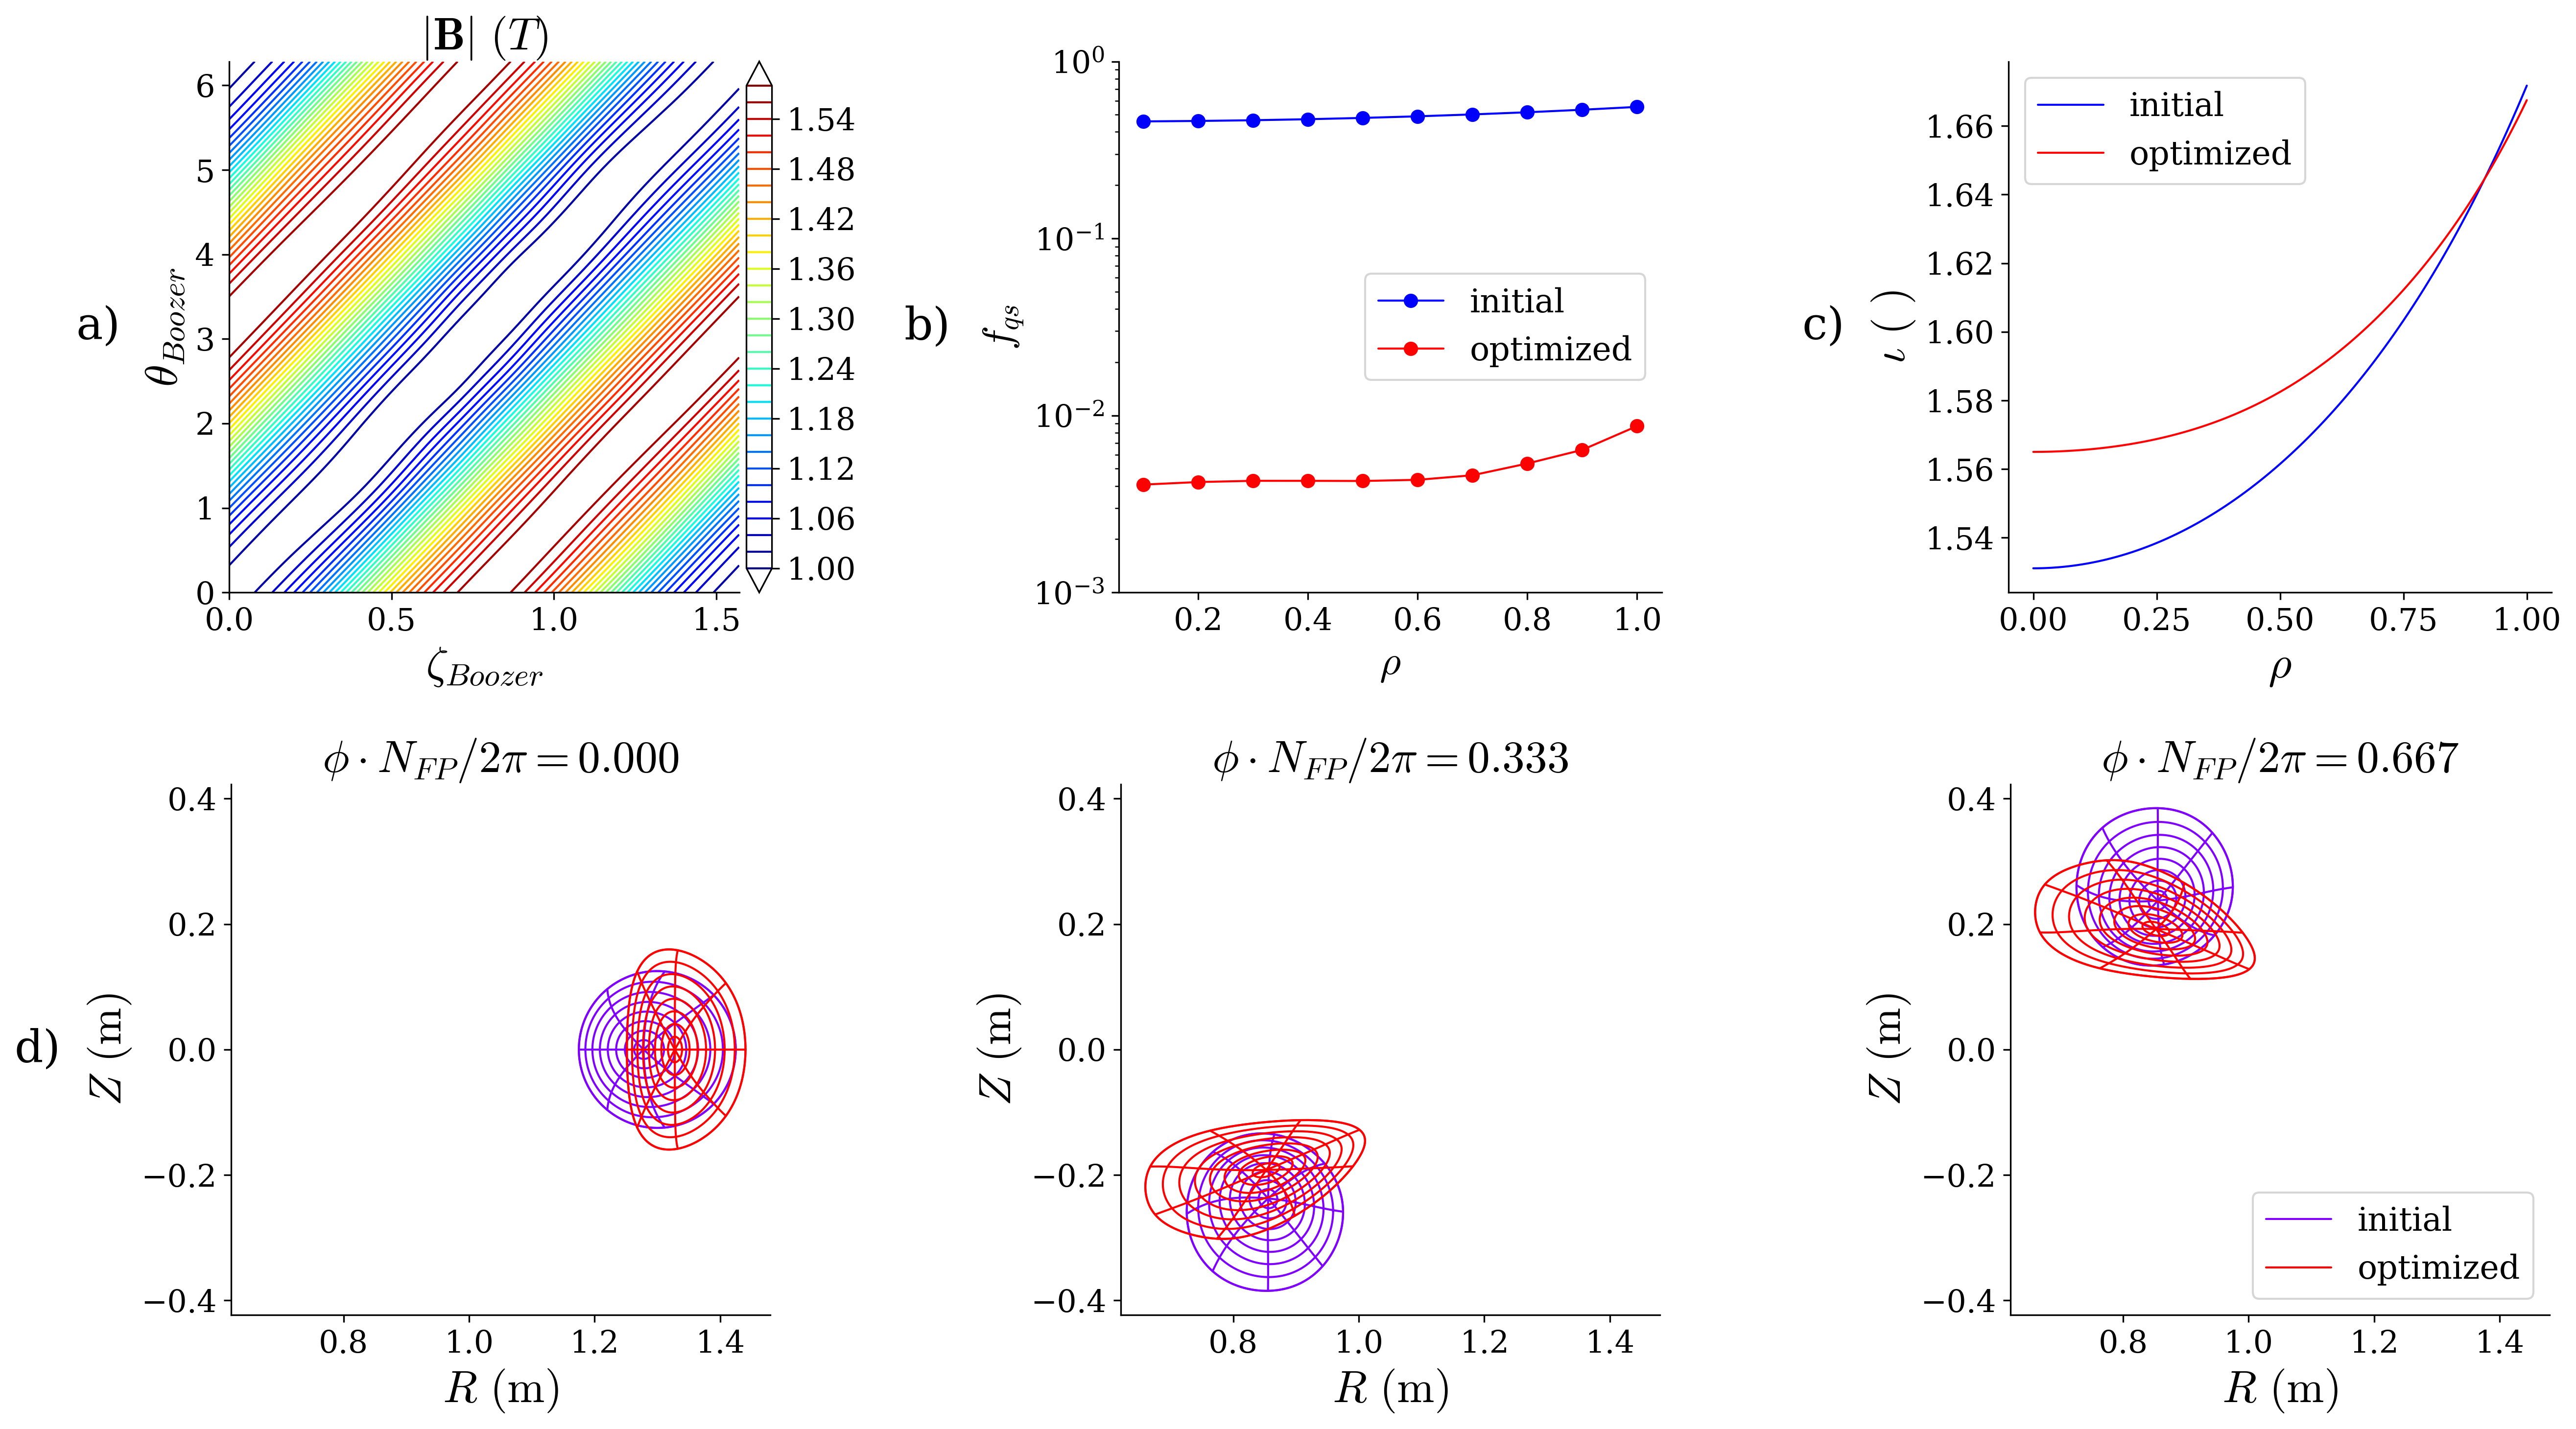 a)
|B| (T)
6
5
4
3
2
1
0
θ_Boozer
0.0 0.5 1.0 1.5
ζ_Boozer
1.54
1.48
1.42
1.36
1.30
1.24
1.18
1.12
1.06
1.00
b)
10^0
10^-1
10^-2
10^-3
f_qs
initial
optimized
0.2 0.4 0.6 0.8 1.0
ρ
c)
1.66
1.64
1.62
1.60
1.58
1.56
1.54
ι ( )
initial
optimized
0.00 0.25 0.50 0.75 1.00
ρ
d)
ϕ · N_FP/2π = 0.000
0.4
0.2
0.0
−0.2
−0.4
Z (m)
0.8 1.0 1.2 1.4
R (m)
ϕ · N_FP/2π = 0.333
0.4
0.2
0.0
−0.2
−0.4
Z (m)
0.8 1.0 1.2 1.4
R (m)
ϕ · N_FP/2π = 0.667
0.4
0.2
0.0
−0.2
−0.4
Z (m)
initial
optimized
0.8 1.0 1.2 1.4
R (m)